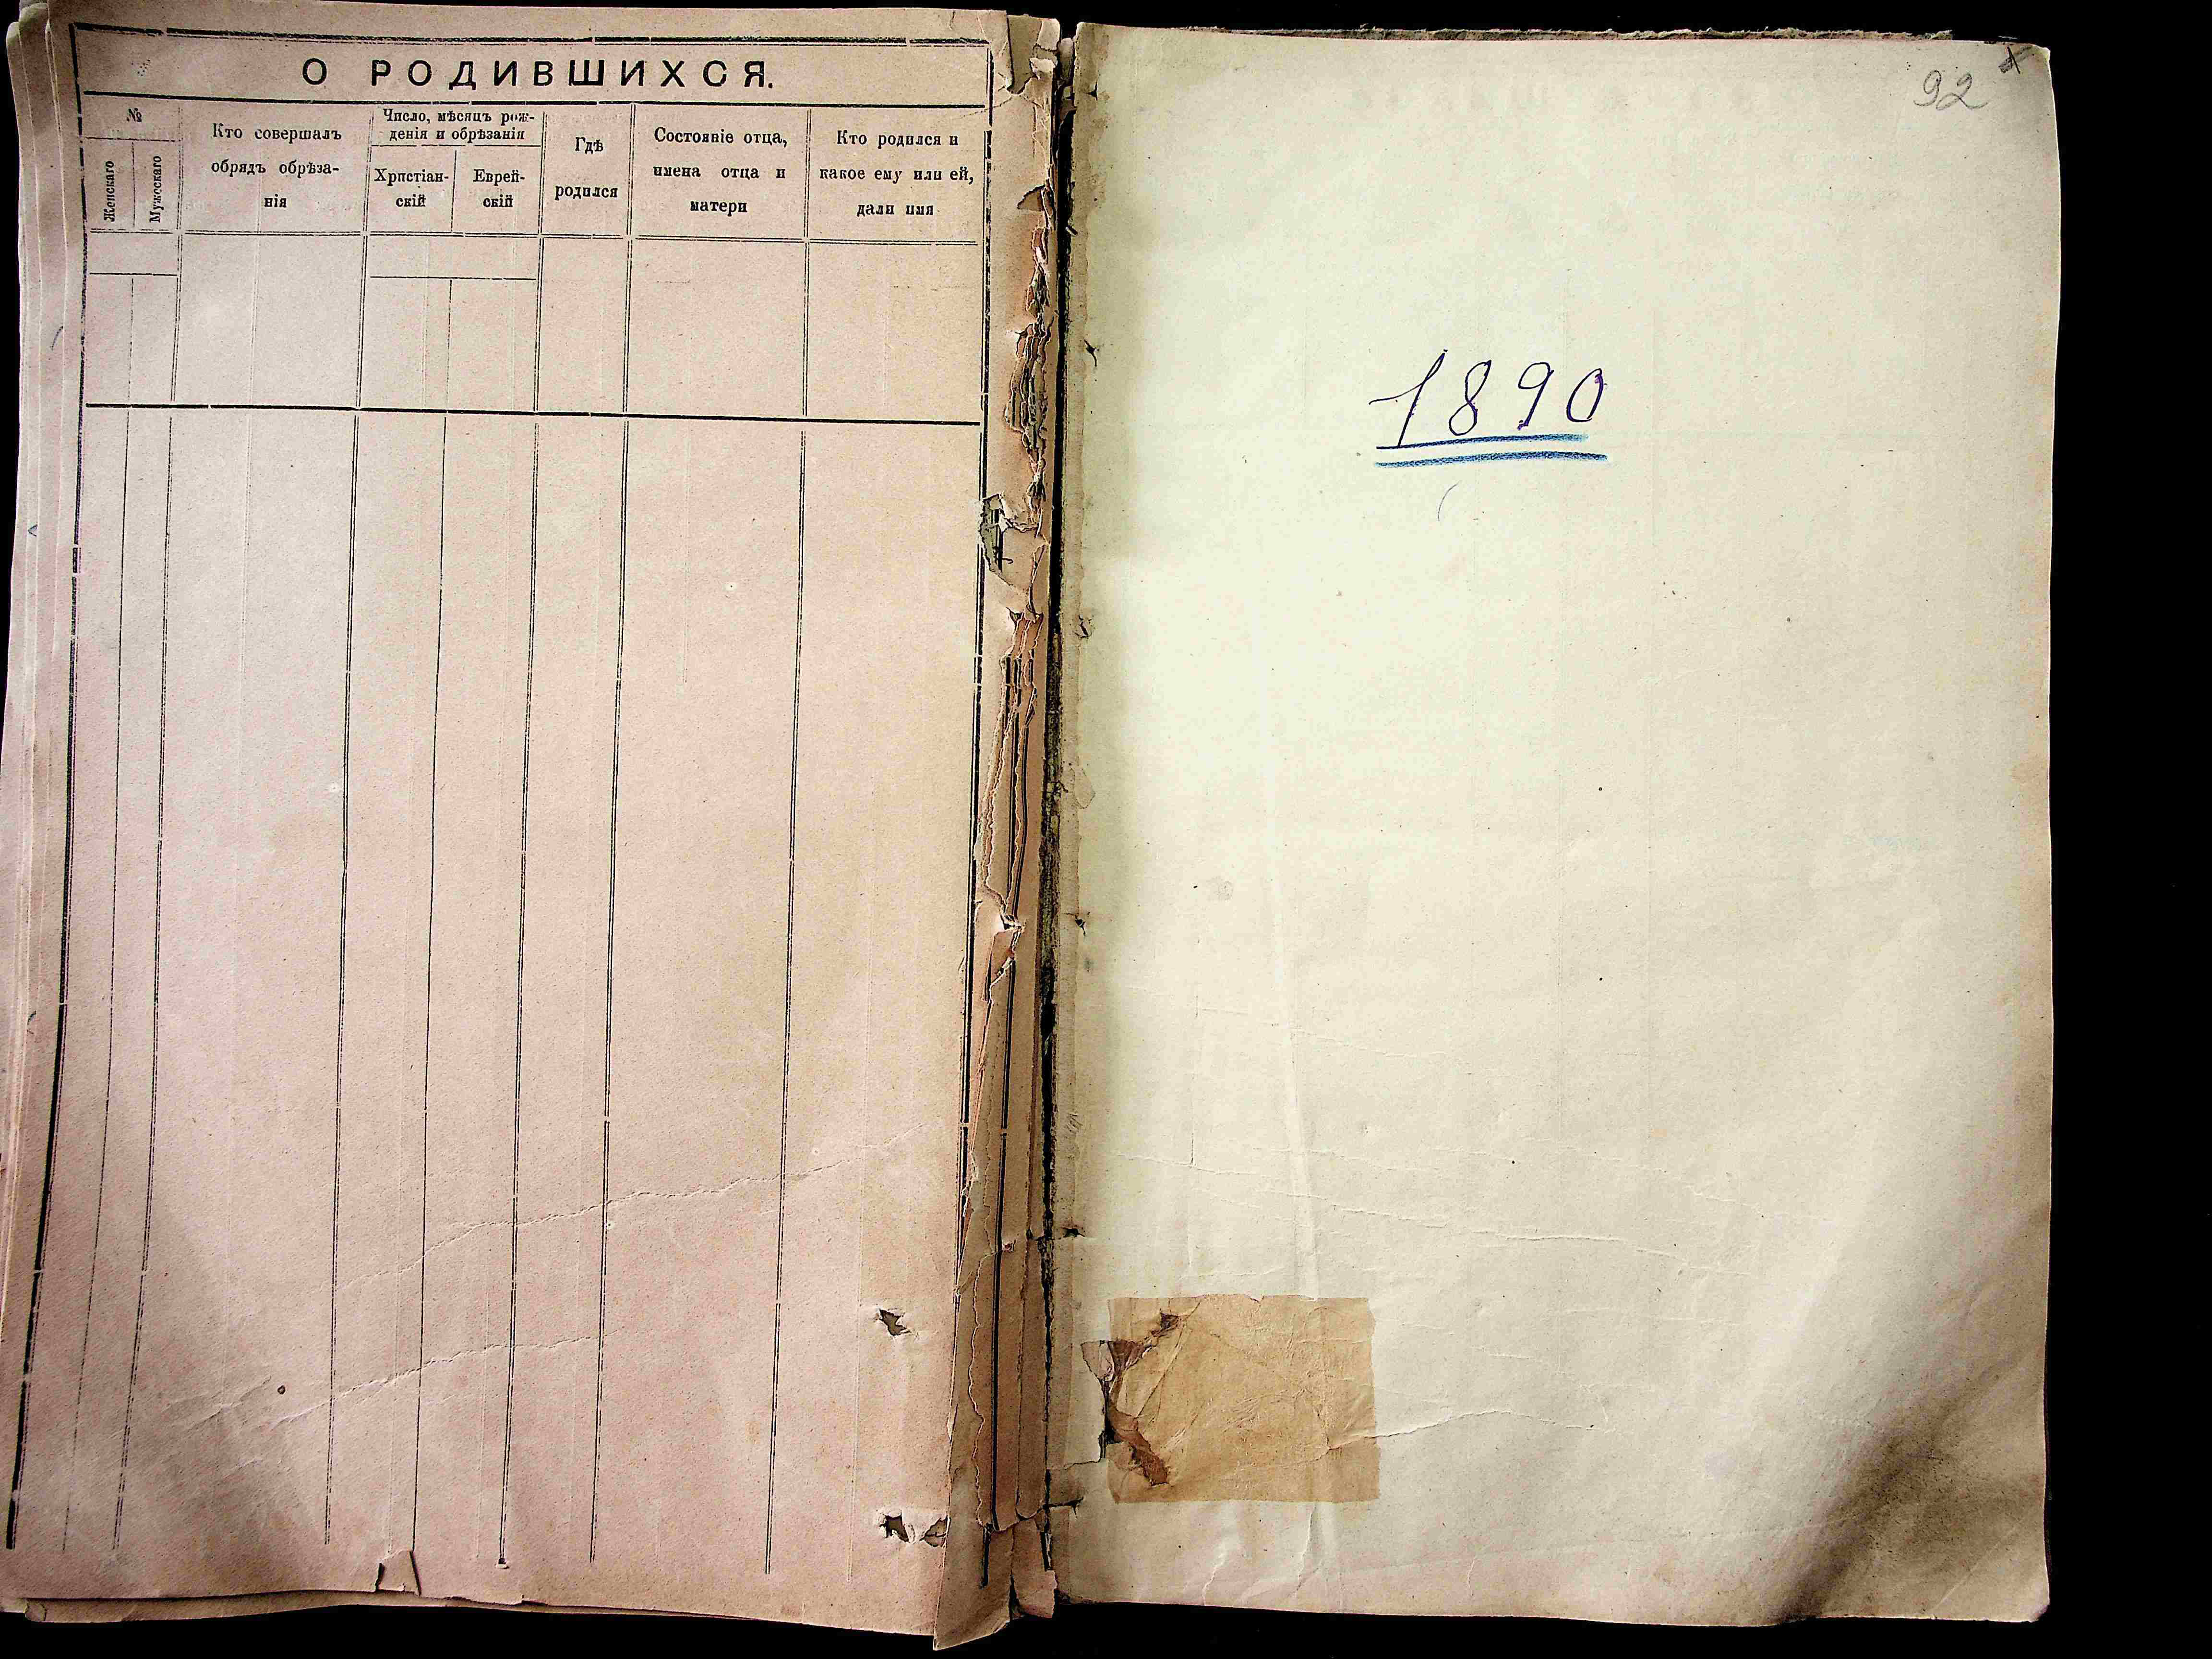 О РОДИВШИХСЯ.
№
Женскаго
Мужескаго
Кто совершалъ
обрядъ обрѣза-
нія
Число, мѣсяцъ рож-
денія и обрѣзанія
Христіан-
скій
Еврей-
скій
Гдѣ
родился
Состояніе отца,
имена отца и
матери
Кто родился и
какое ему или ей,
дали имя
92
1890